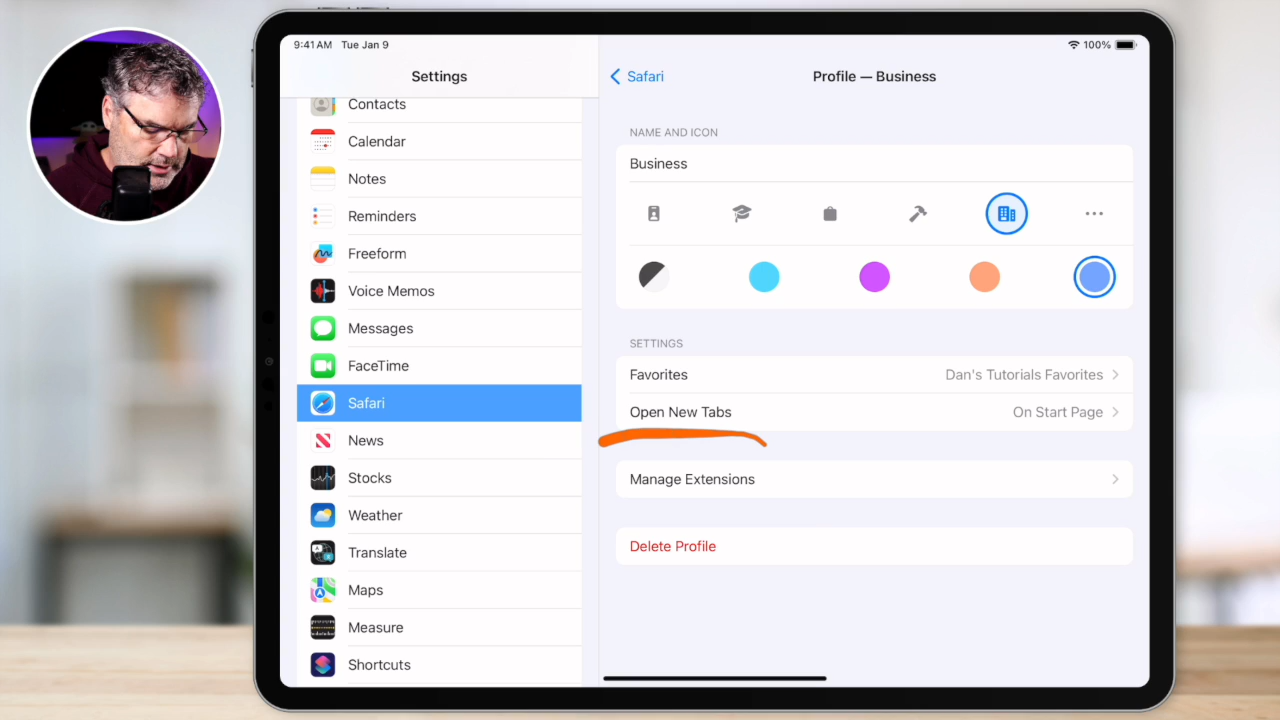 9:41 AM Tue Jan 9
100%
Settings
Contacts
Calendar
Notes
Reminders
Freeform
Voice Memos
Messages
FaceTime
Safari
News
Stocks
Weather
Translate
Maps
Measure
Shortcuts
Safari
Profile — Business
NAME AND ICON
Business
SETTINGS
Favorites Dan's Tutorials Favorites
Open New Tabs On Start Page
Manage Extensions
Delete Profile